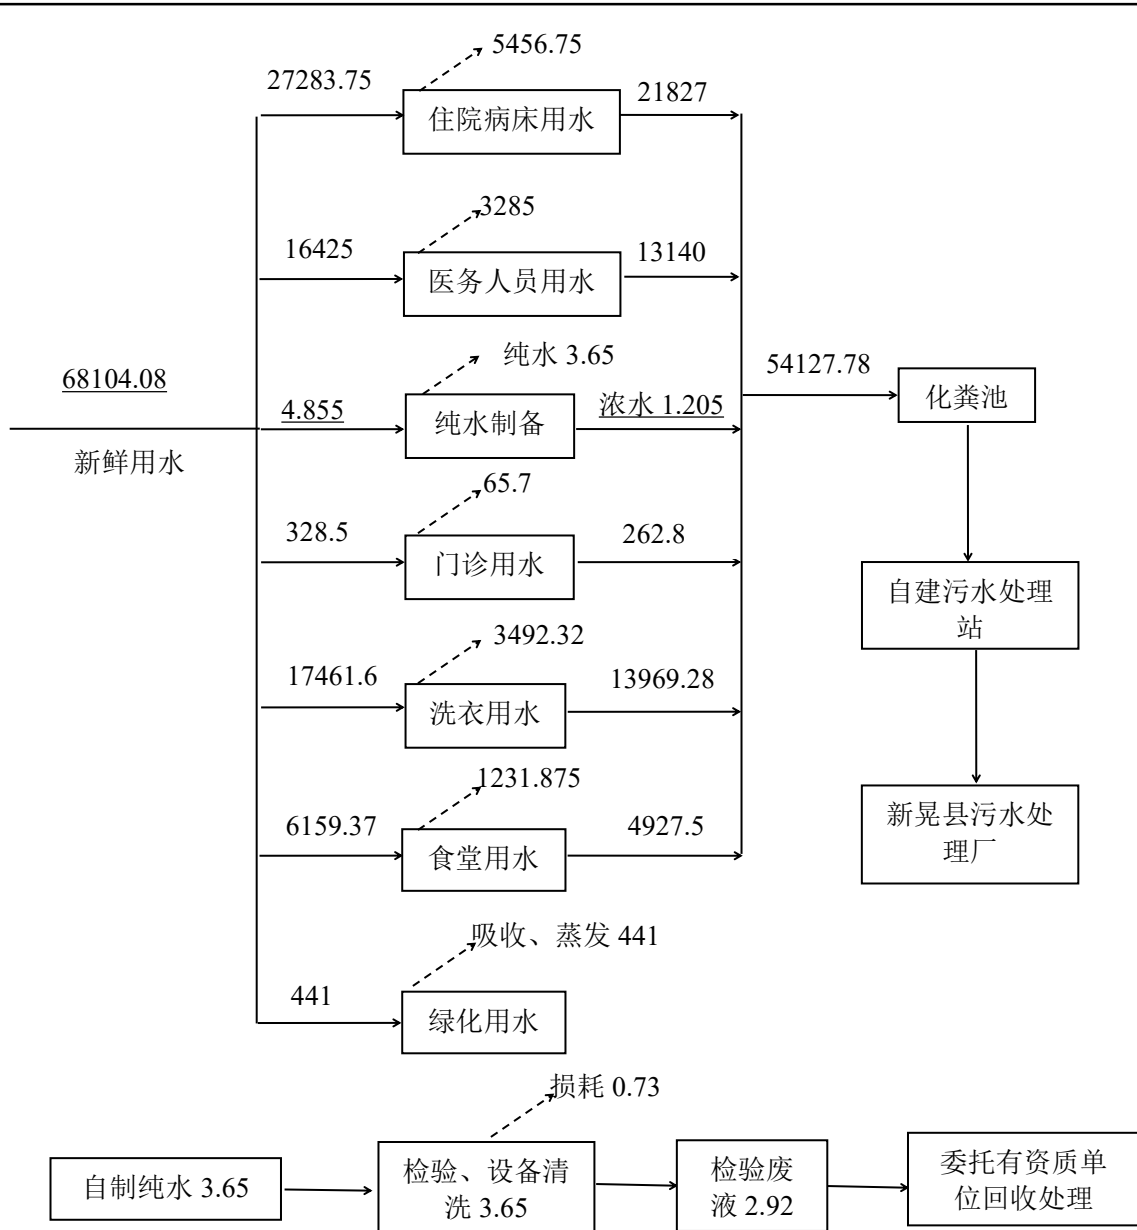 5456.75
27283.75
住院病床用水
21827
3285
16425
医务人员用水
13140
68104.08
新鲜用水
纯水 3.65
4.855
纯水制备
浓水 1.205
54127.78
化粪池
65.7
328.5
门诊用水
262.8
自建污水处理
站
3492.32
17461.6
洗衣用水
13969.28
1231.875
6159.37
食堂用水
4927.5
新晃县污水处
理厂
吸收、蒸发 441
441
绿化用水
损耗 0.73
自制纯水 3.65
检验、设备清
洗 3.65
检验废
液 2.92
委托有资质单
位回收处理